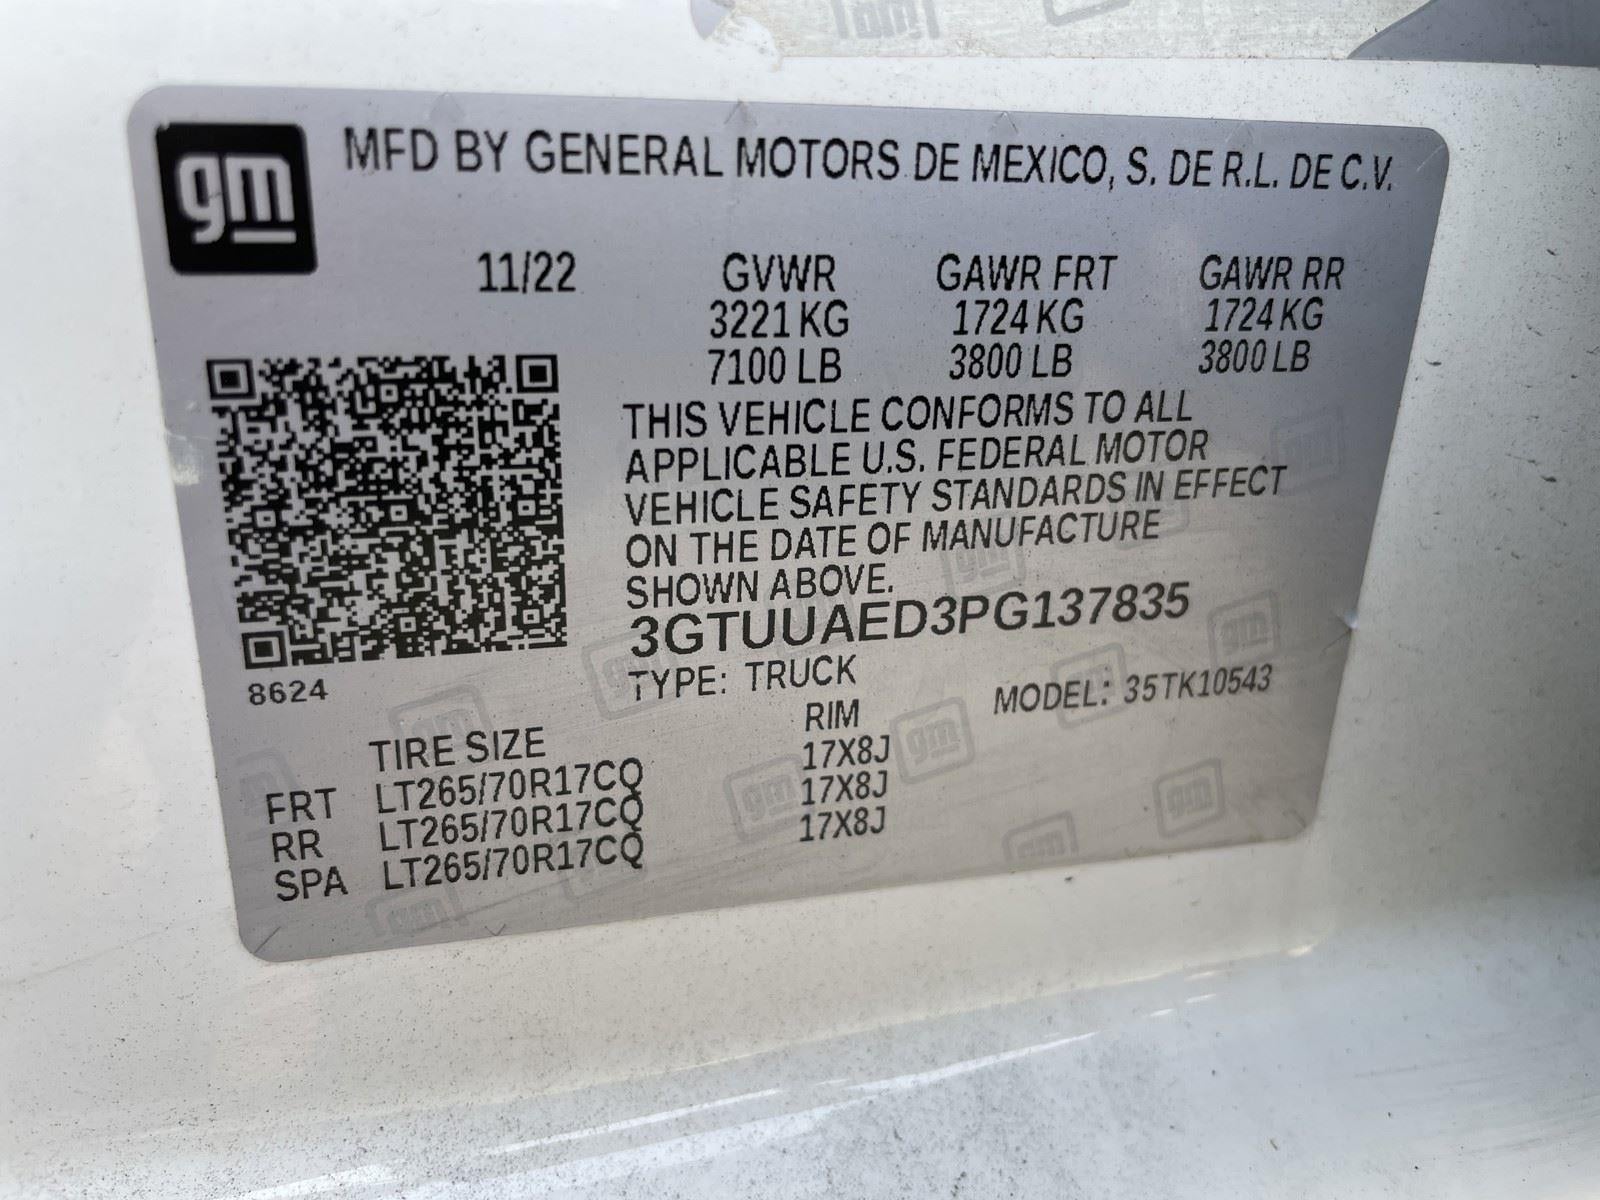 gm
MFD BY GENERAL MOTORS DE MEXICO, S. DE R.L. DE C.V.
11/22 GVWR GAWR FRT GAWR RR
3221 KG 1724 KG 1724 KG
7100 LB 3800 LB 3800 LB
THIS VEHICLE CONFORMS TO ALL
APPLICABLE U.S. FEDERAL MOTOR
VEHICLE SAFETY STANDARDS IN EFFECT
ON THE DATE OF MANUFACTURE
SHOWN ABOVE.
3GTUUAED3PG137835
8624
TYPE: TRUCK MODEL: 35TK10543
TIRE SIZE RIM
FRT LT265/70R17CQ 17X8J
RR LT265/70R17CQ 17X8J
SPA LT265/70R17CQ 17X8J